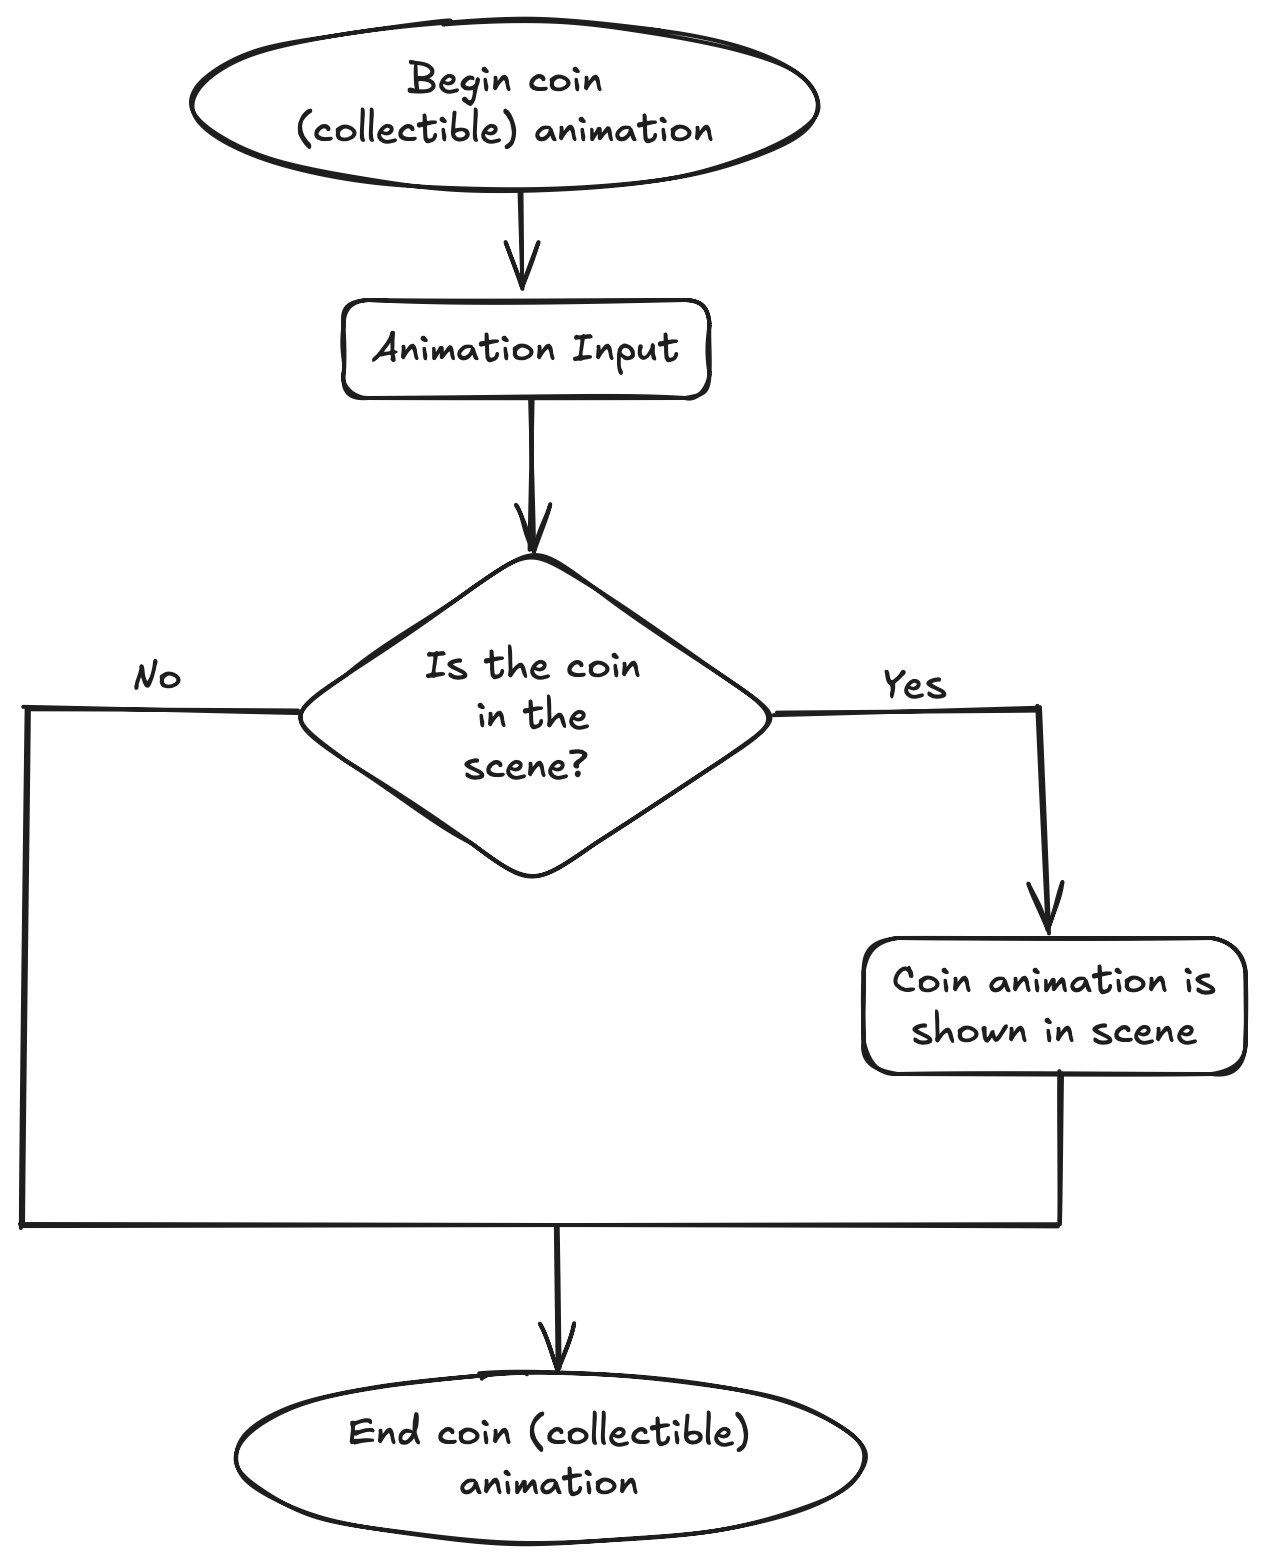 Begin coin
(collectible) animation
Animation Input
Is the coin
in the
scene?
No
Yes
Coin animation is
shown in scene
End coin (collectible)
animation